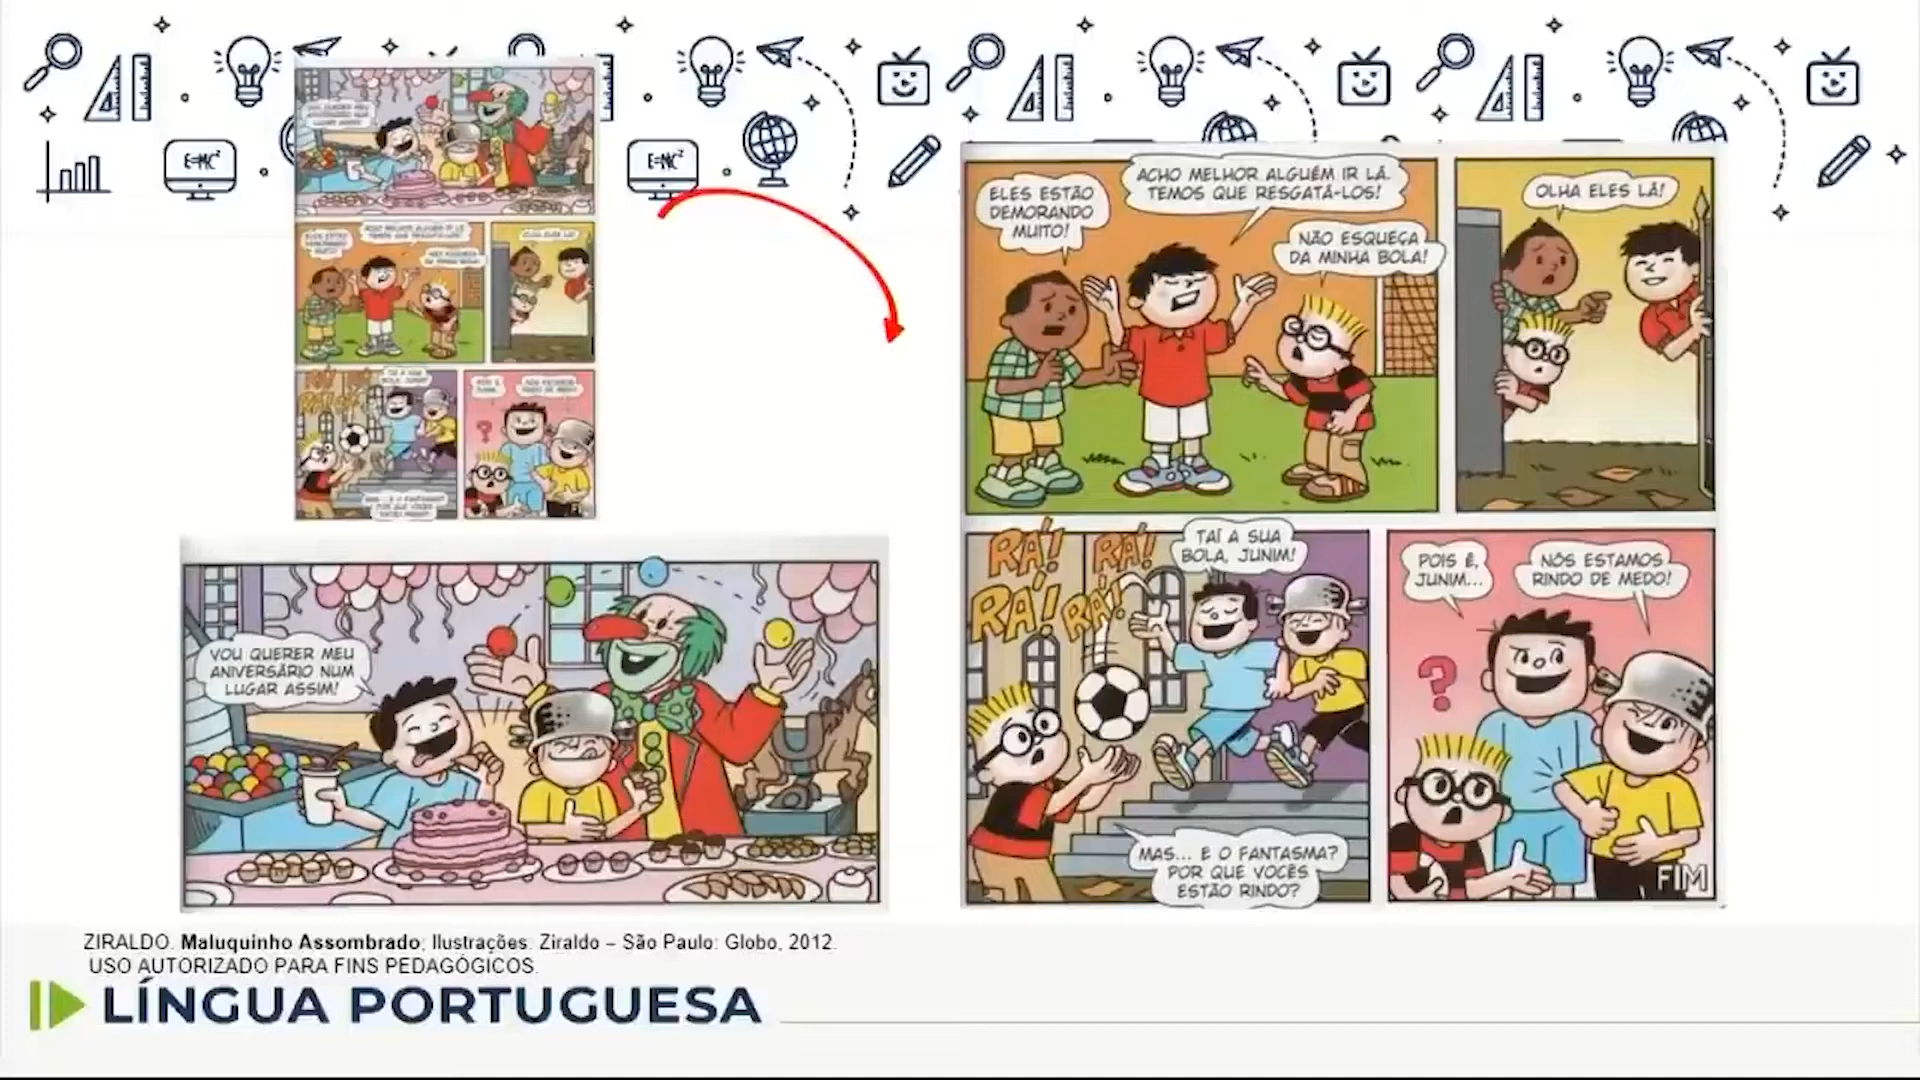 E=MC²
E=MC²
VOU QUERER MEU
ANIVERSÁRIO NUM
LUGAR ASSIM!
ELES ESTÃO
DEMORANDO
MUITO!
ACHO MELHOR ALGUÉM IR LÁ.
TEMOS QUE RESGATÁ-LOS!
NÃO ESQUEÇA
DA MINHA BOLA!
OLHA ELES LÁ!
RÁ! RÁ!
RÁ! RÁ!
TAÍ A SUA
BOLA, JUNIM!
MAS... E O FANTASMA?
POR QUE VOCÊS
ESTÃO RINDO?
POIS É,
JUNIM...
NÓS ESTAMOS
RINDO DE MEDO!
?
FIM
ZIRALDO. Maluquinho Assombrado; Ilustrações: Ziraldo – São Paulo: Globo, 2012.
USO AUTORIZADO PARA FINS PEDAGÓGICOS.
LÍNGUA PORTUGUESA